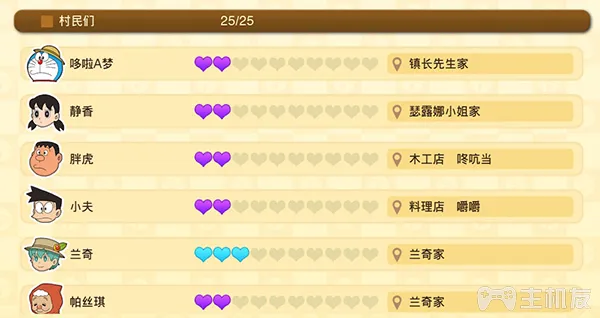 村民们 25/25
哆啦A梦 镇长先生家
静香 瑟露娜小姐家
胖虎 木工店 咚吭当
小夫 料理店 嚼嚼
兰奇 兰奇家
帕丝琪 兰奇家
主机友